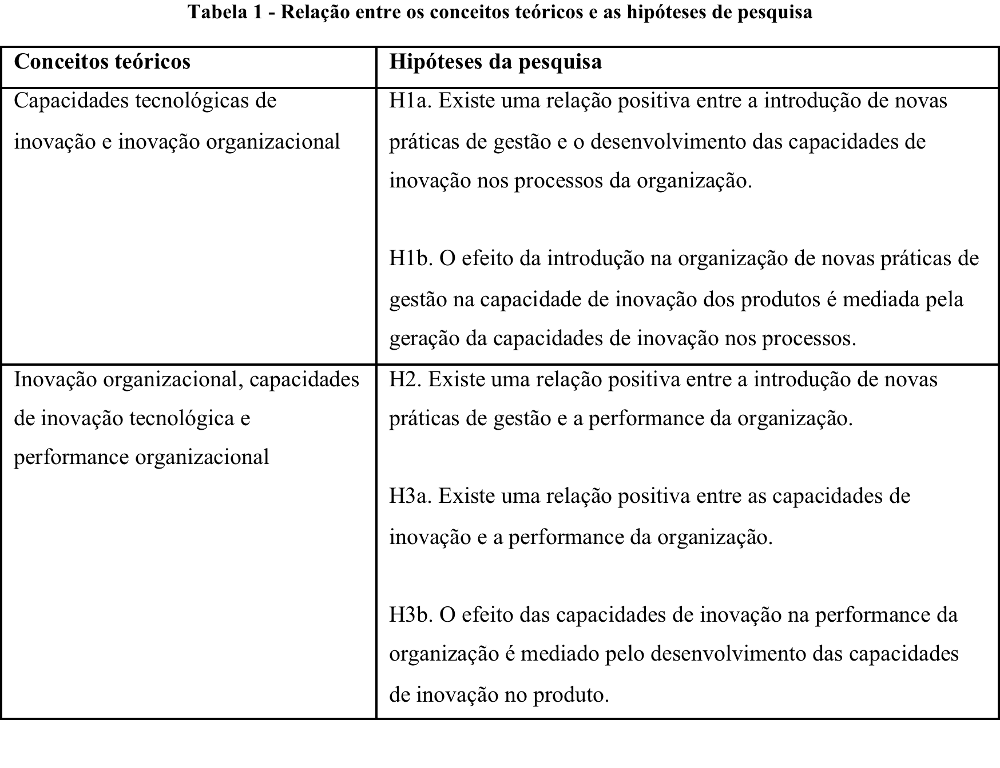 Tabela 1 - Relação entre os conceitos teóricos e as hipóteses de pesquisa
Conceitos teóricos
Hipóteses da pesquisa
Capacidades tecnológicas de
inovação e inovação organizacional
H1a. Existe uma relação positiva entre a introdução de novas
práticas de gestão e o desenvolvimento das capacidades de
inovação nos processos da organização.
H1b. O efeito da introdução na organização de novas práticas de
gestão na capacidade de inovação dos produtos é mediada pela
geração da capacidades de inovação nos processos.
Inovação organizacional, capacidades
de inovação tecnológica e
performance organizacional
H2. Existe uma relação positiva entre a introdução de novas
práticas de gestão e a performance da organização.
H3a. Existe uma relação positiva entre as capacidades de
inovação e a performance da organização.
H3b. O efeito das capacidades de inovação na performance da
organização é mediado pelo desenvolvimento das capacidades
de inovação no produto.